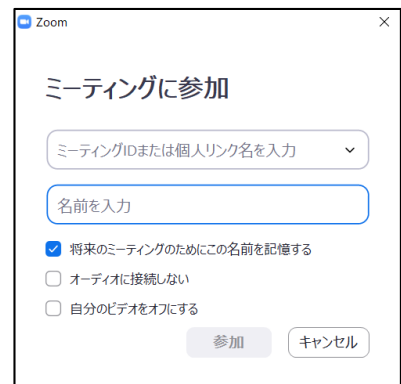 Zoom
ミーティングに参加
ミーティングIDまたは個人リンク名を入力
名前を入力
将来のミーティングのためにこの名前を記憶する
オーディオに接続しない
自分のビデオをオフにする
参加 キャンセル